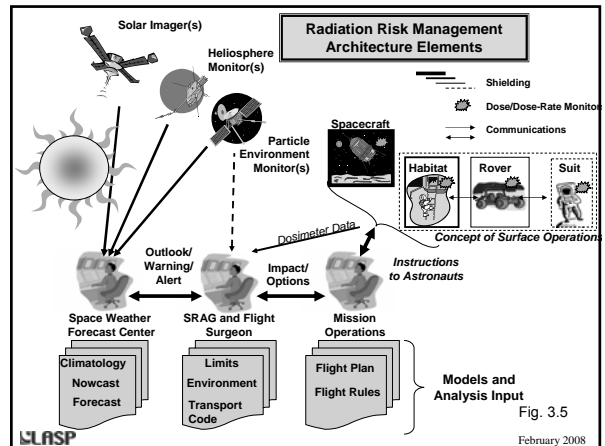 Solar Imager(s)
Radiation Risk Management
Architecture Elements
Heliosphere
Monitor(s)
Shielding
Dose/Dose-Rate Monitor
Communications
Spacecraft
Particle
Environment
Monitor(s)
Habitat
Rover
Suit
Concept of Surface Operations
Dosimeter Data
Outlook/
Warning/
Alert
Impact/
Options
Instructions
to Astronauts
Space Weather
Forecast Center
SRAG and Flight
Surgeon
Mission
Operations
Climatology
Nowcast
Forecast
Limits
Environment
Transport
Code
Flight Plan
Flight Rules
Models and
Analysis Input
Fig. 3.5
LASP
February 2008